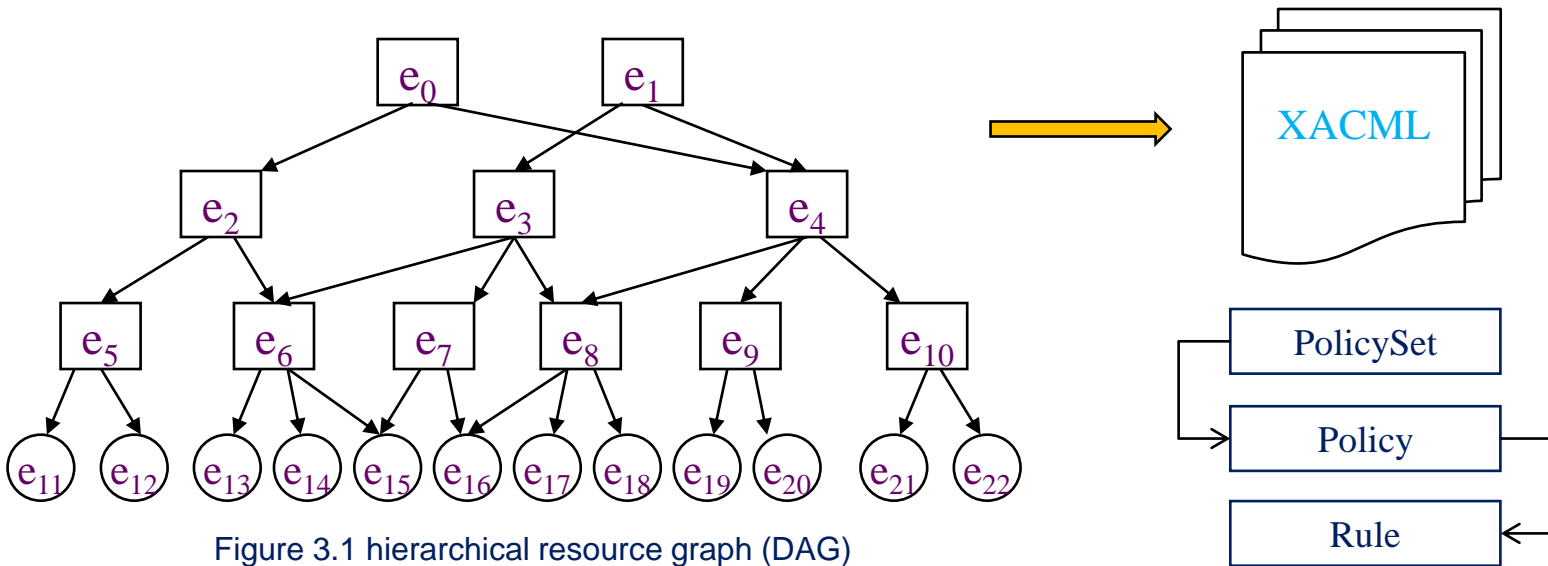 e0 e1
XACML
e2 e3 e4
e5 e6 e7 e8 e9 e10
PolicySet
Policy
e11 e12 e13 e14 e15 e16 e17 e18 e19 e20 e21 e22
Rule
Figure 3.1 hierarchical resource graph (DAG)